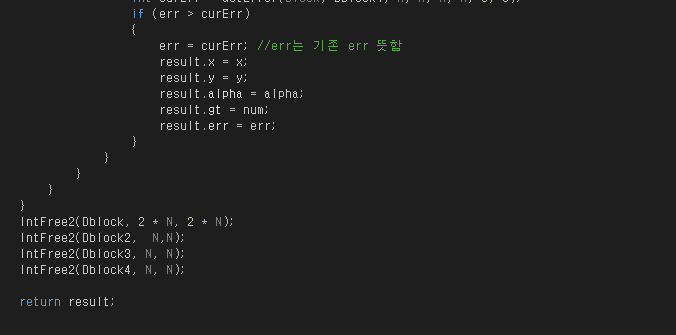 if (err > curErr)
{
err = curErr; //err는 기존 err 뜻함
result.x = x;
result.y = y;
result.alpha = alpha;
result.gt = num;
result.err = err;
}
}
}
}
}
IntFree2(Dblock, 2 * N, 2 * N);
IntFree2(Dblock2,  N,N);
IntFree2(Dblock3, N, N);
IntFree2(Dblock4, N, N);
return result;